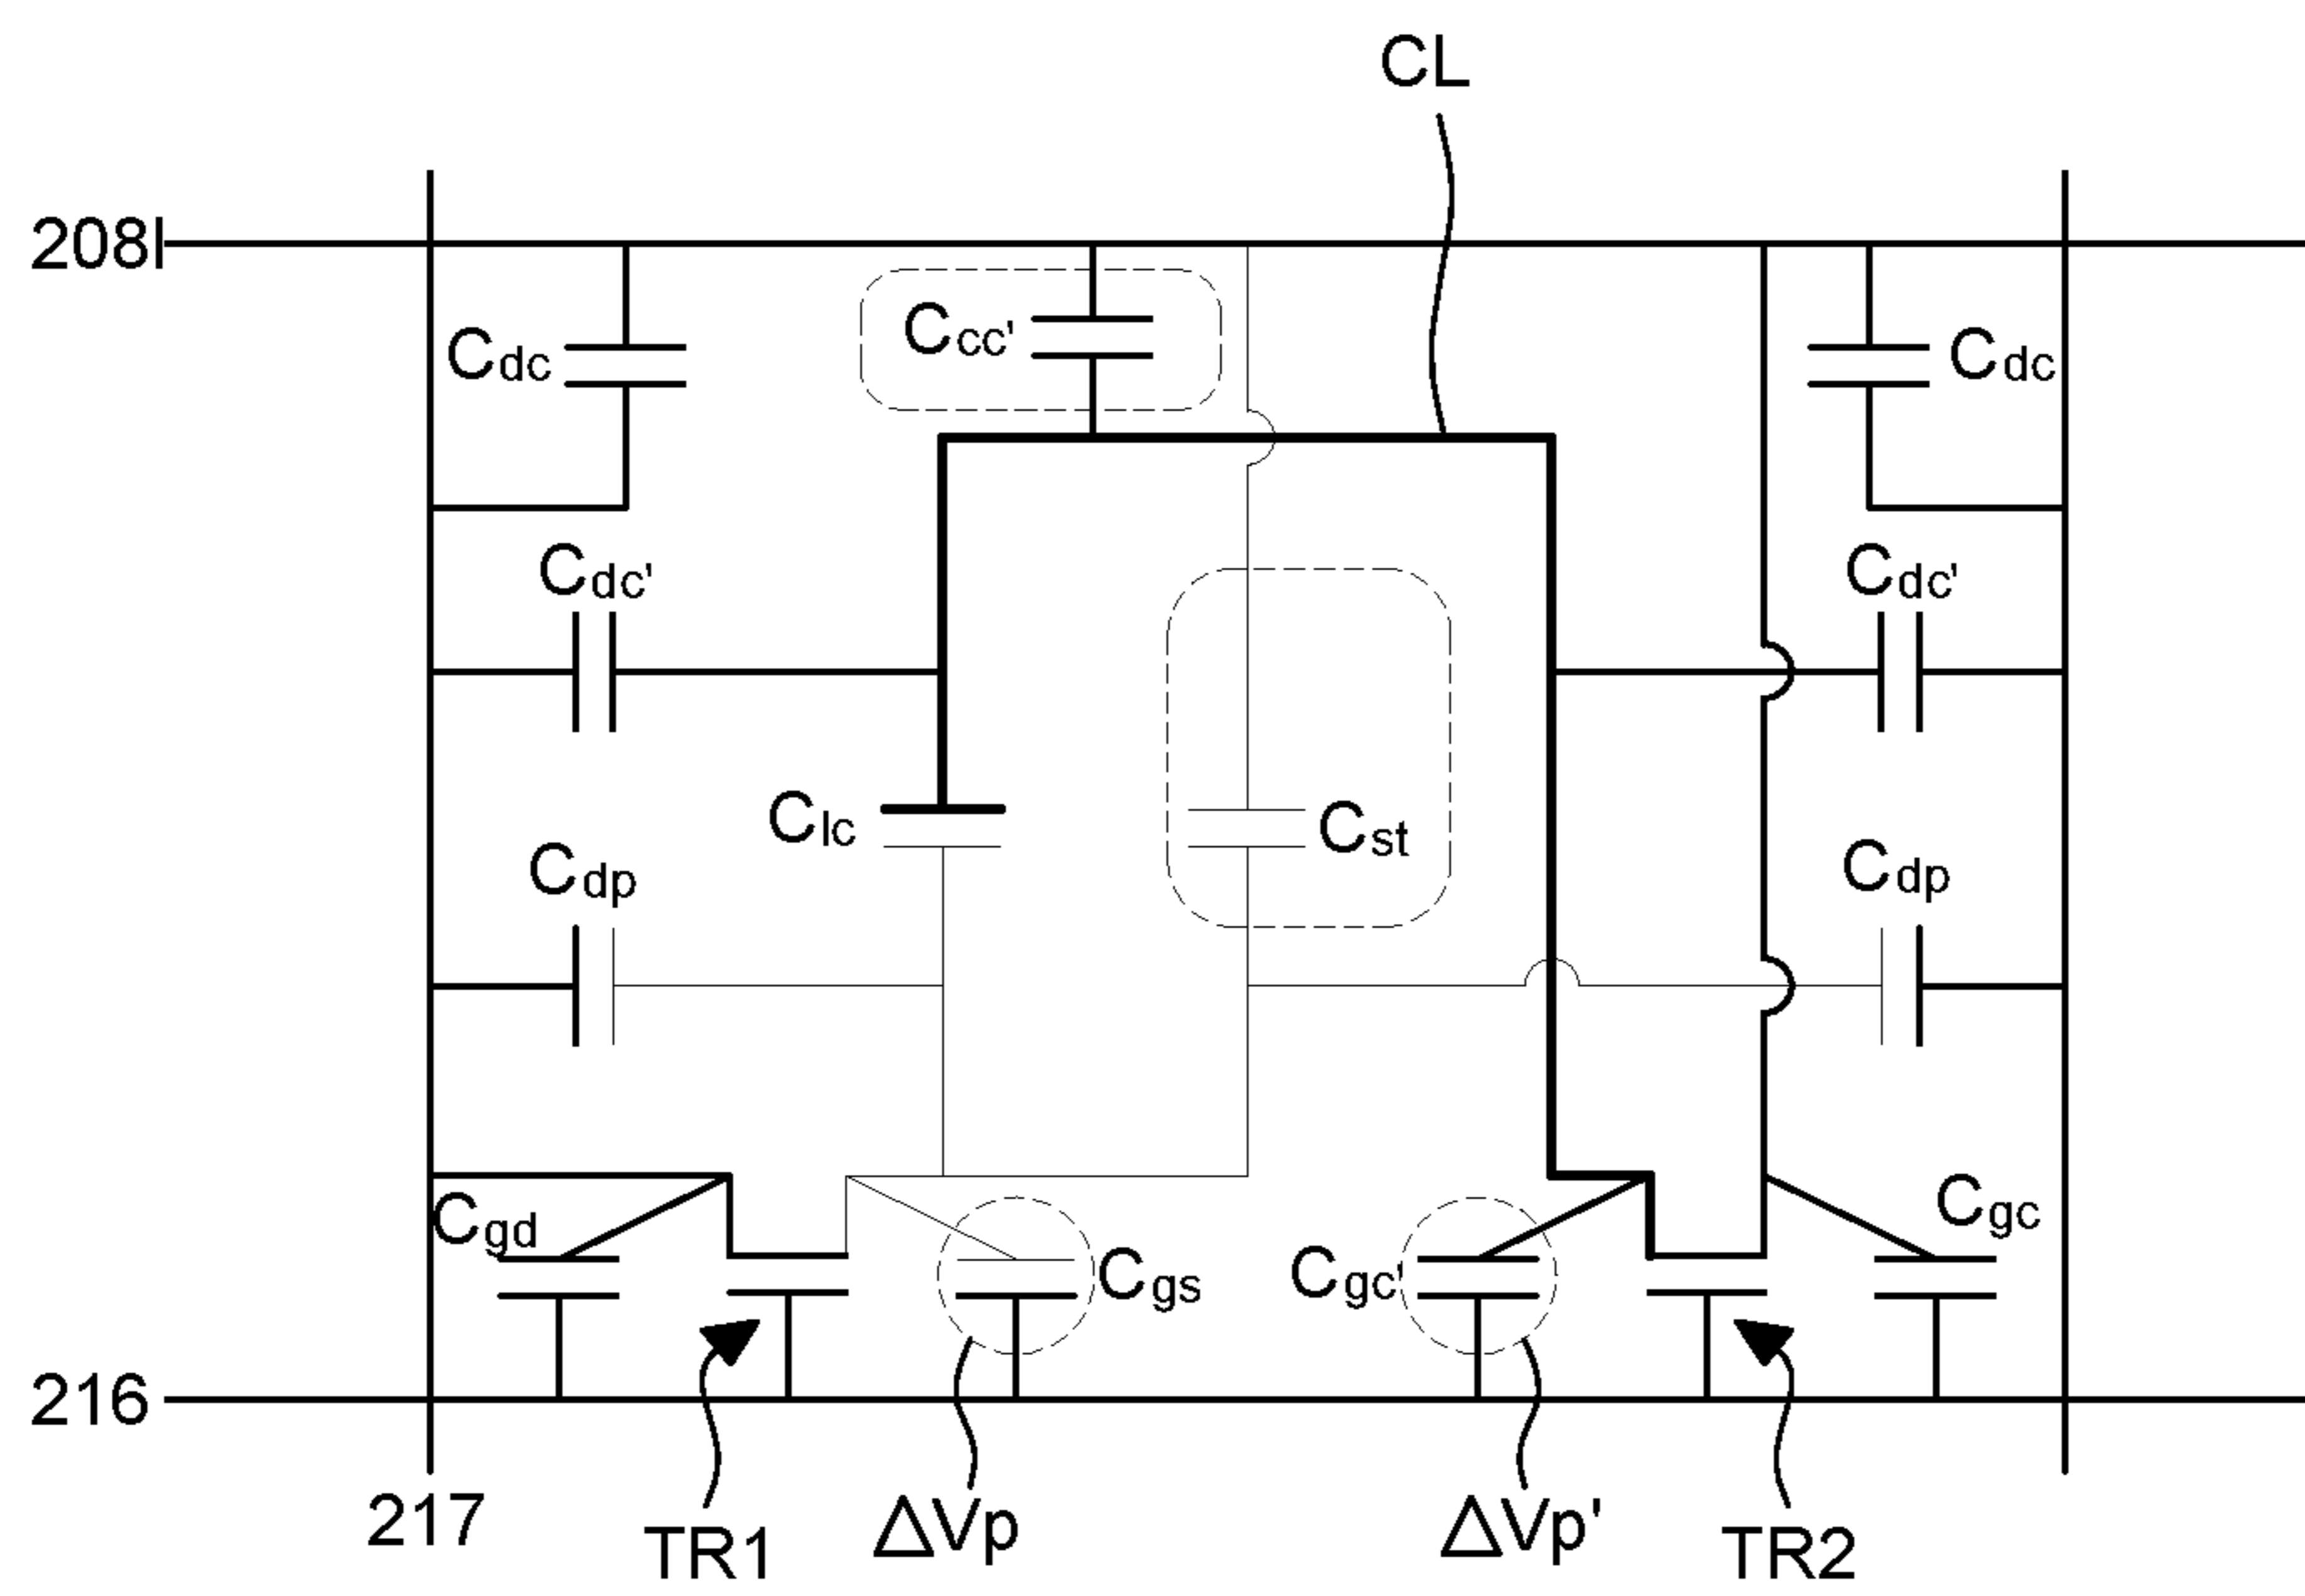 CL
208l
Ccc'
Cdc
Cdc
Cdc'
Cdc'
Clc
Cst
Cdp
Cdp
Cgd
Cgs
Cgc'
Cgc
216
217
TR1
ΔVp
ΔVp'
TR2